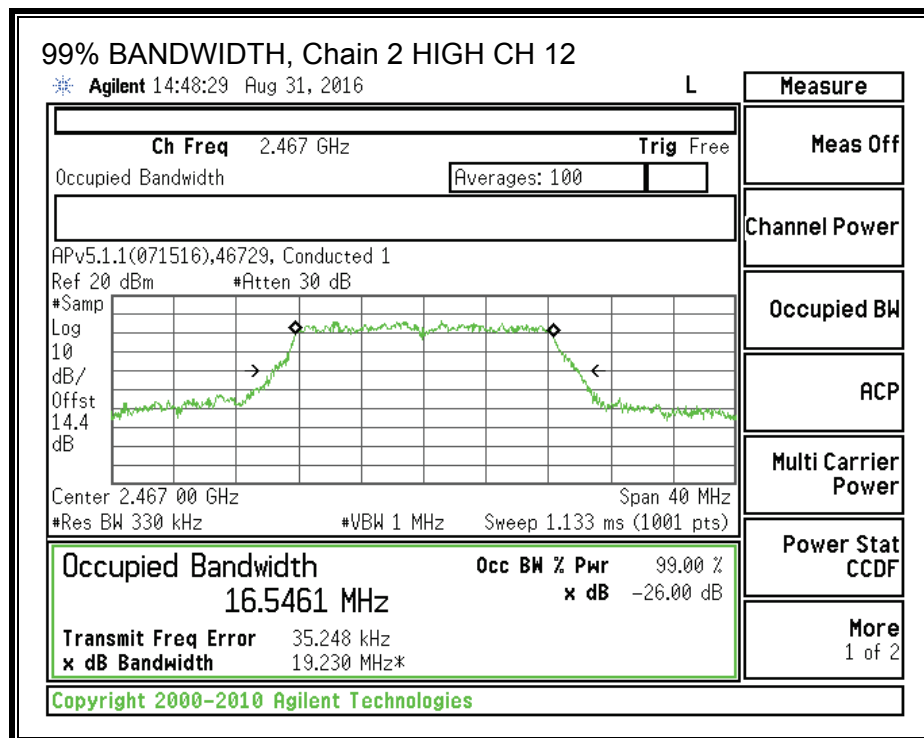 99% BANDWIDTH, Chain 2 HIGH CH 12
Agilent 14:48:29 Aug 31, 2016 L
Measure
Ch Freq 2.467 GHz Trig Free
Meas Off
Occupied Bandwidth Averages: 100
Channel Power
APv5.1.1(071516),46729, Conducted 1
Ref 20 dBm #Atten 30 dB
#Samp
Log
10
dB/
Offst
14.4
dB
Occupied BW
ACP
Multi Carrier
Power
Center 2.467 00 GHz Span 40 MHz
#Res BW 330 kHz #VBW 1 MHz Sweep 1.133 ms (1001 pts)
Power Stat
CCDF
Occupied Bandwidth Occ BW % Pwr 99.00 %
16.5461 MHz x dB -26.00 dB
Transmit Freq Error 35.248 kHz
x dB Bandwidth 19.230 MHz*
More
1 of 2
Copyright 2000-2010 Agilent Technologies